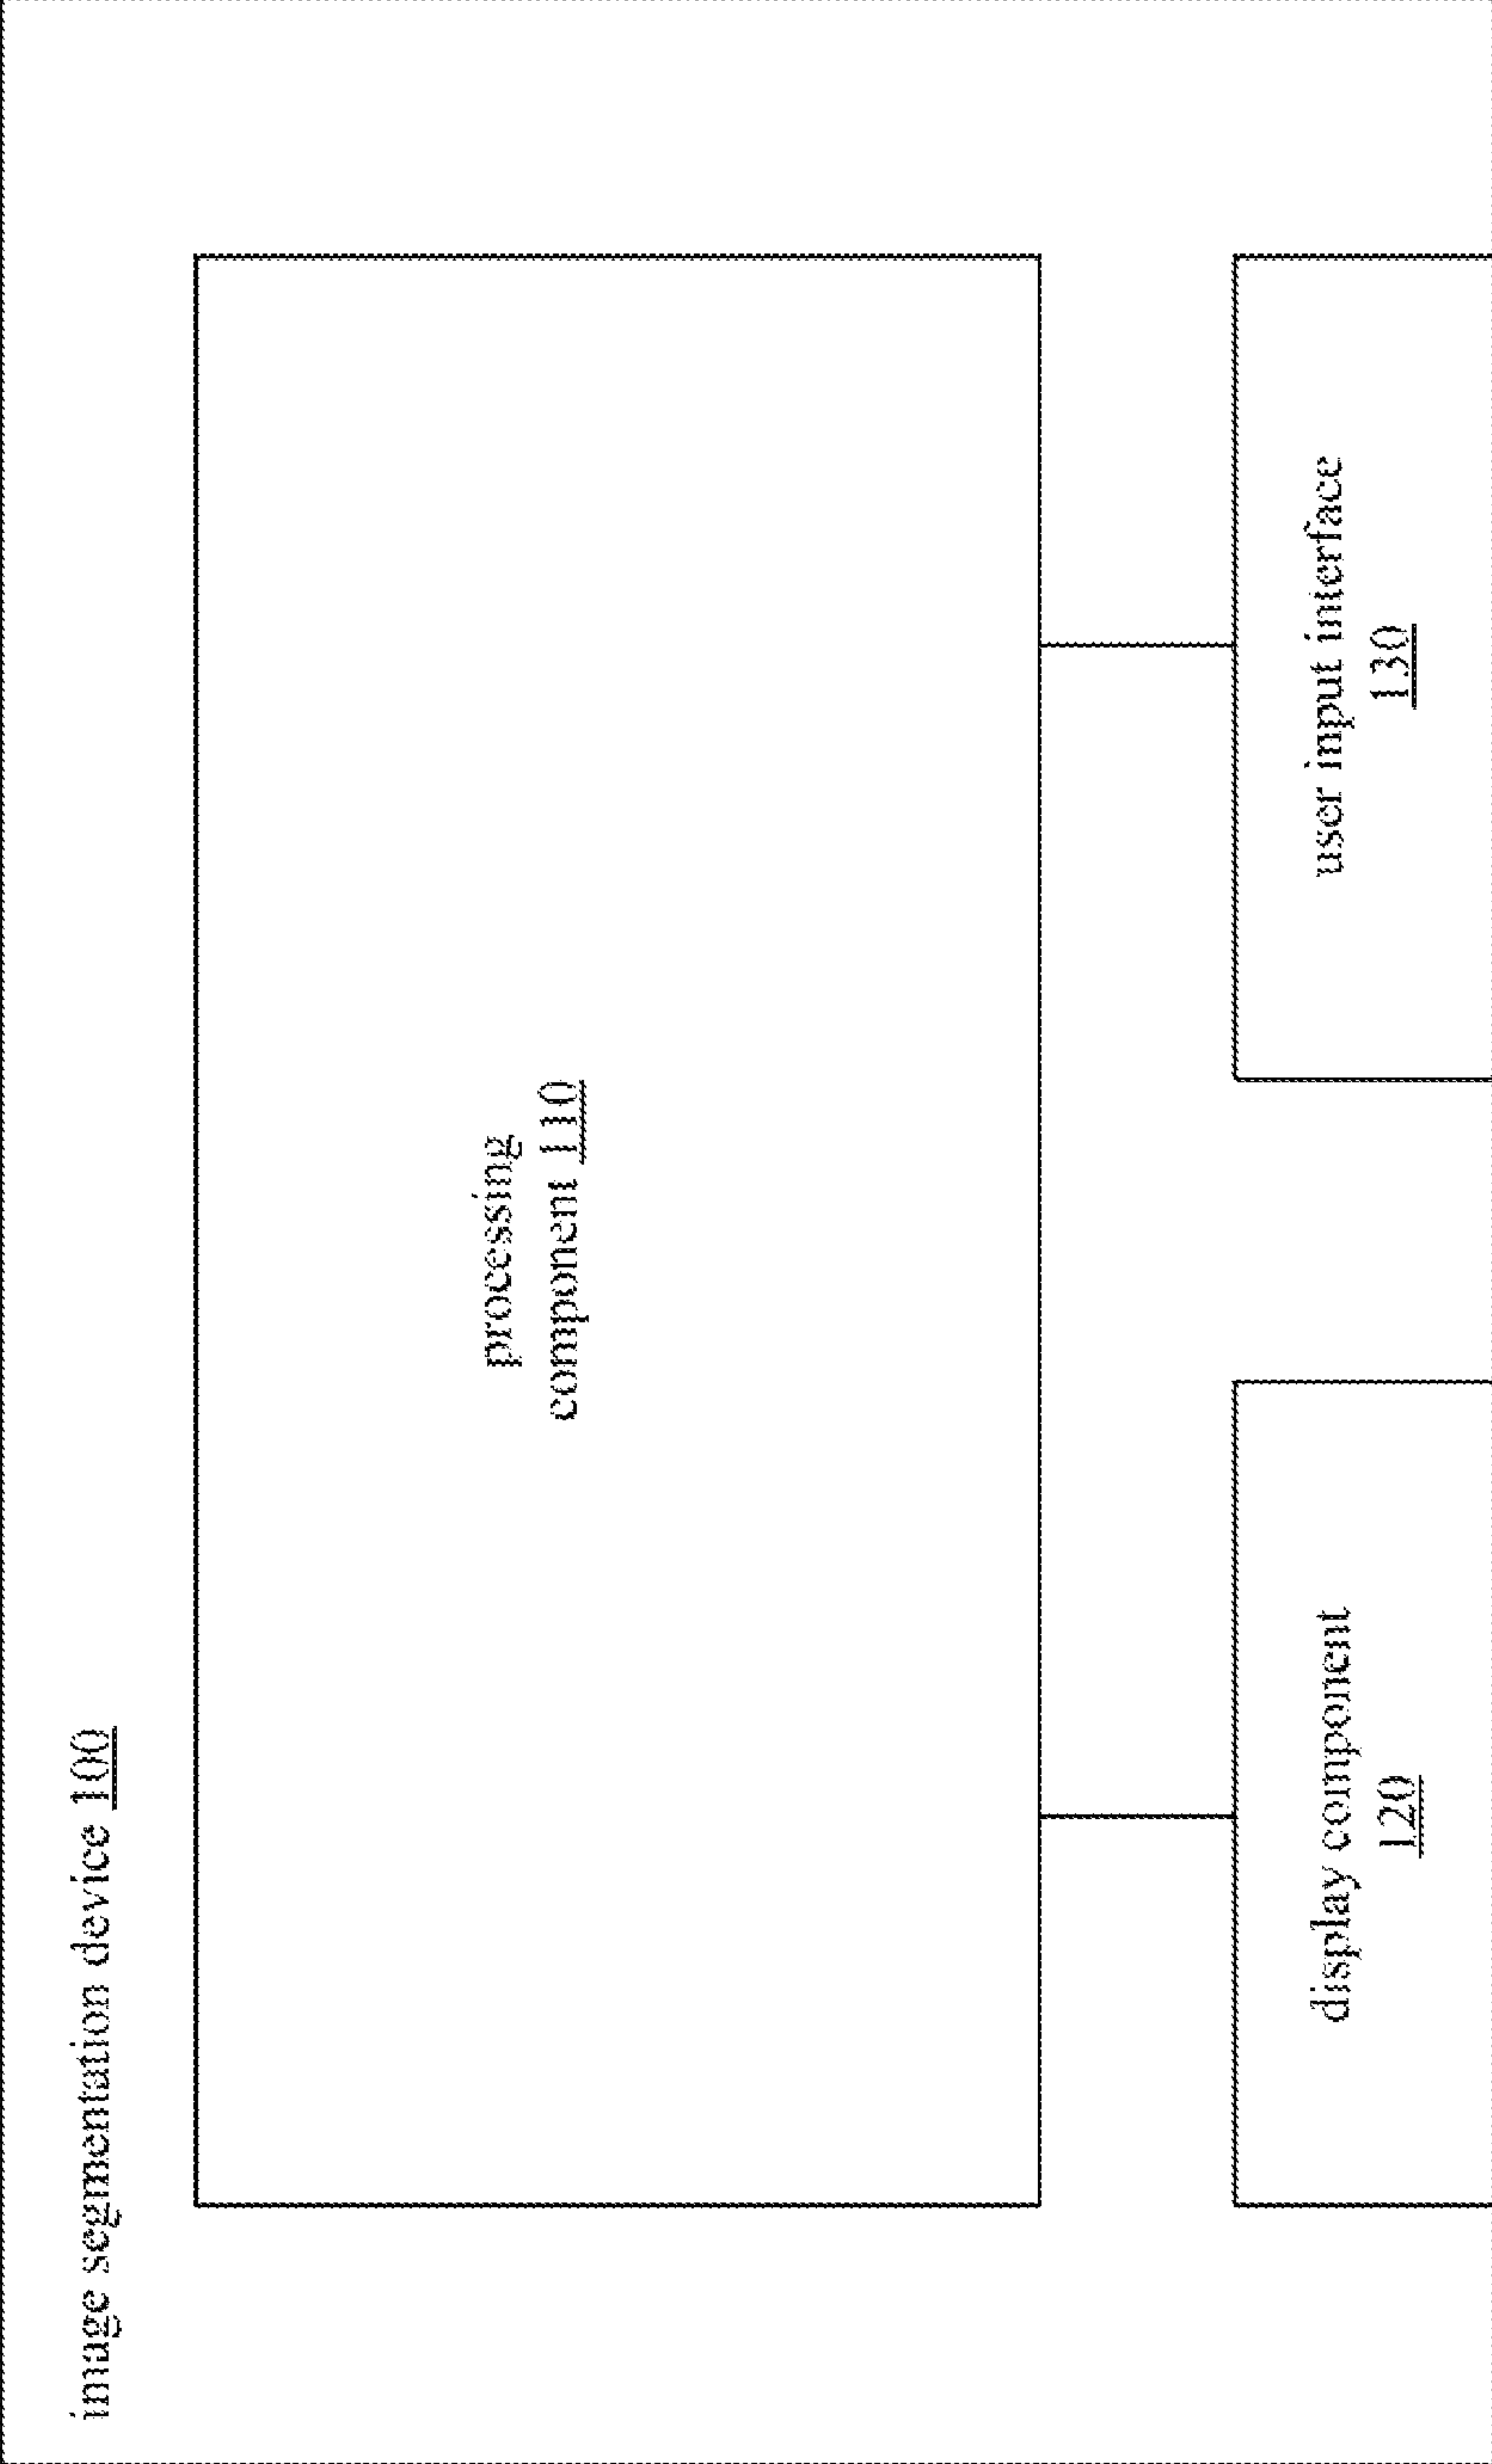 image segmentation device 100
processing
component 110
display component
120
user input interface
130